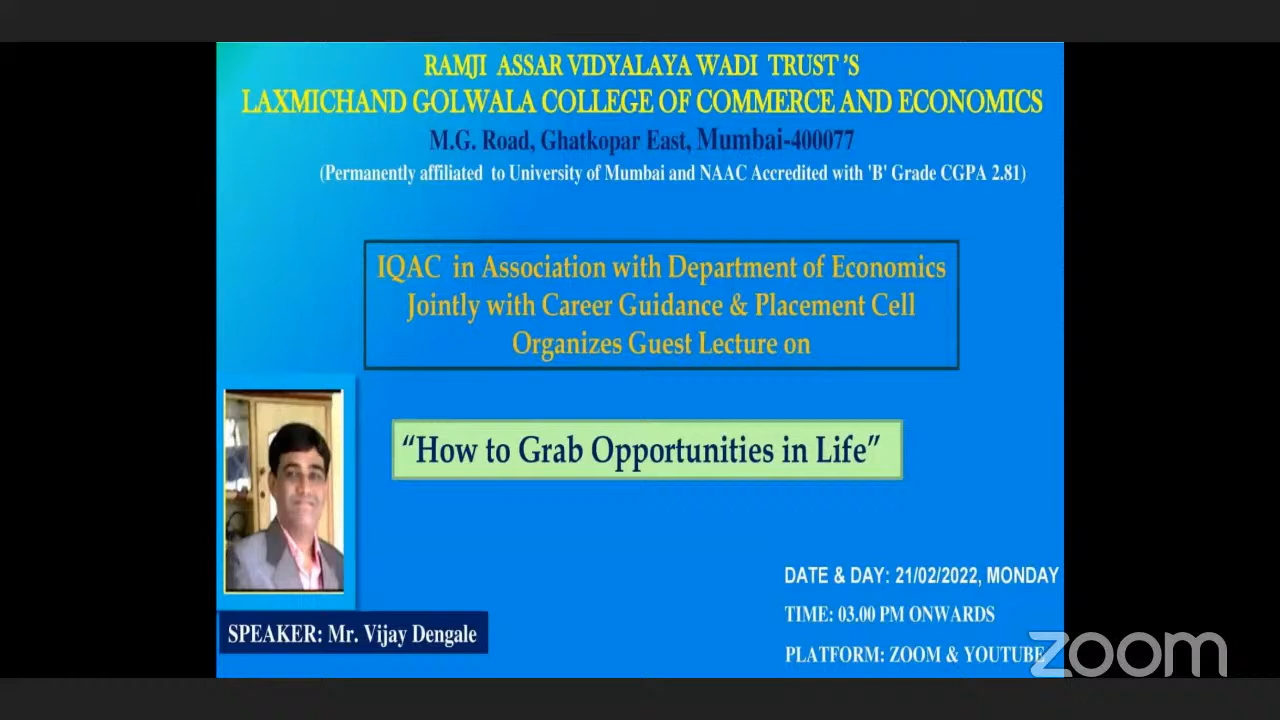 RAMJI ASSAR VIDYALAYA WADI TRUST 'S
LAXMICHAND GOLWALA COLLEGE OF COMMERCE AND ECONOMICS
M.G. Road, Ghatkopar East, Mumbai-400077
(Permanently affiliated to University of Mumbai and NAAC Accredited with 'B' Grade CGPA 2.81)
IQAC in Association with Department of Economics
Jointly with Career Guidance & Placement Cell
Organizes Guest Lecture on
“How to Grab Opportunities in Life”
SPEAKER: Mr. Vijay Dengale
DATE & DAY: 21/02/2022, MONDAY
TIME: 03.00 PM ONWARDS
PLATFORM: ZOOM & YOUTUBE
zoom